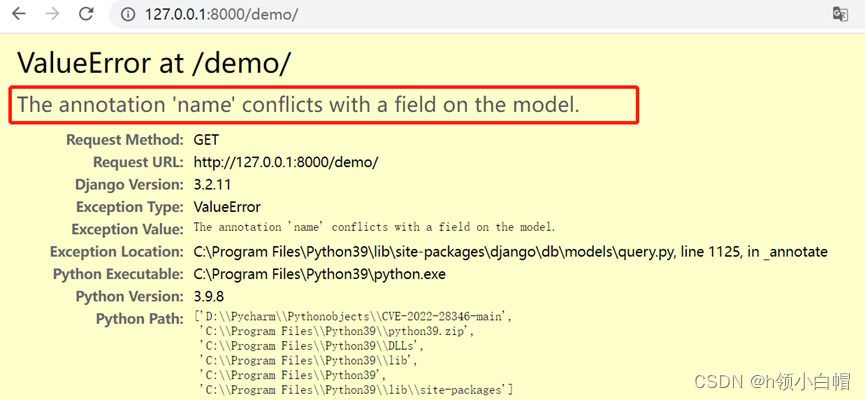 127.0.0.1:8000/demo/
ValueError at /demo/
The annotation 'name' conflicts with a field on the model.
Request Method: GET
Request URL: http://127.0.0.1:8000/demo/
Django Version: 3.2.11
Exception Type: ValueError
Exception Value: The annotation 'name' conflicts with a field on the model.
Exception Location: C:\Program Files\Python39\lib\site-packages\django\db\models\query.py, line 1125, in _annotate
Python Executable: C:\Program Files\Python39\python.exe
Python Version: 3.9.8
Python Path: ['D:\\Pycharm\\Pythonobjects\\CVE-2022-28346-main',
'C:\\Program Files\\Python39\\python39.zip',
'C:\\Program Files\\Python39\\DLLs',
'C:\\Program Files\\Python39\\lib',
'C:\\Program Files\\Python39',
'C:\\Program Files\\Python39\\lib\\site-packages']
CSDN @h领小白帽